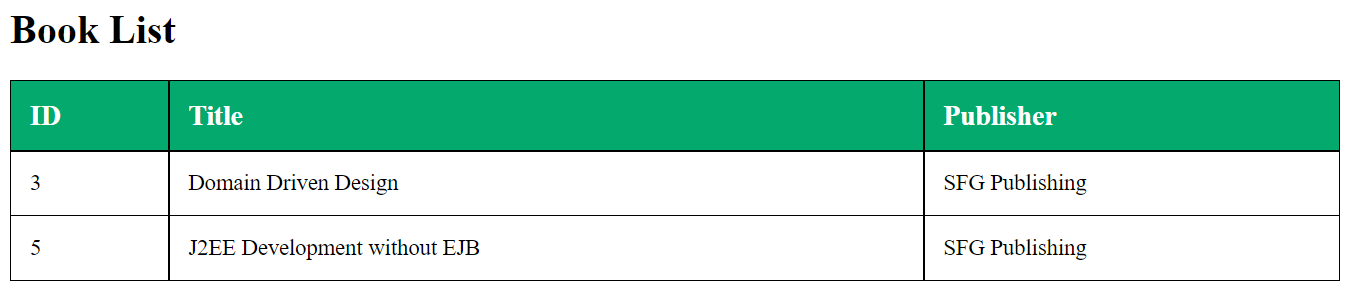 Book List
ID Title Publisher
3 Domain Driven Design SFG Publishing
5 J2EE Development without EJB SFG Publishing